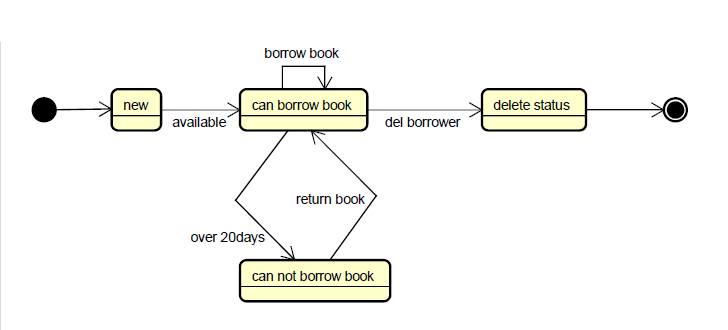 borrow book
new
can borrow book
delete status
available
del borrower
return book
over 20days
can not borrow book